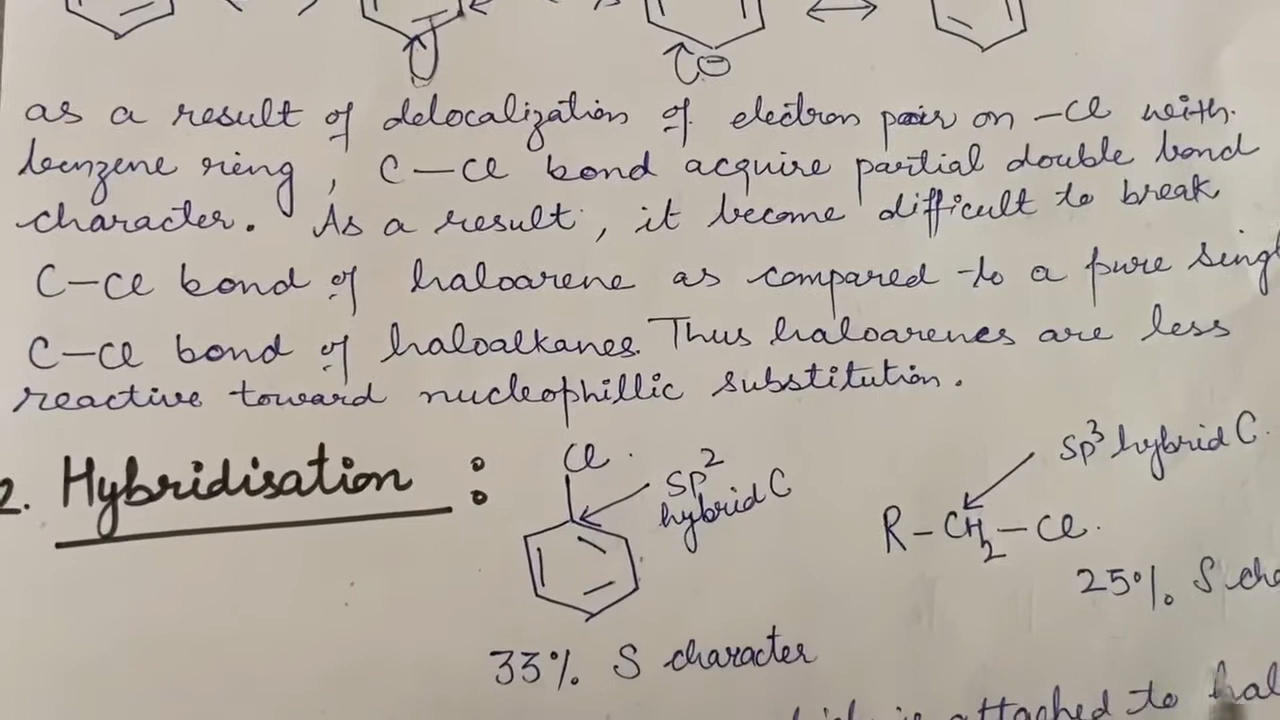 as a result of delocalization of electron pair on -Cl with
benzene ring, C-Cl bond acquire partial double bond
character. As a result, it become difficult to break
C-Cl bond of haloarene as compared to a pure
C-Cl bond of haloalkanes. Thus haloarenes are less
reactive toward nucleophillic substitution.
2. Hybridisation :
Cl
sp² hybrid C
sp³ hybrid C.
R-CH₂-Cl.
33% S character
25% S
attached to